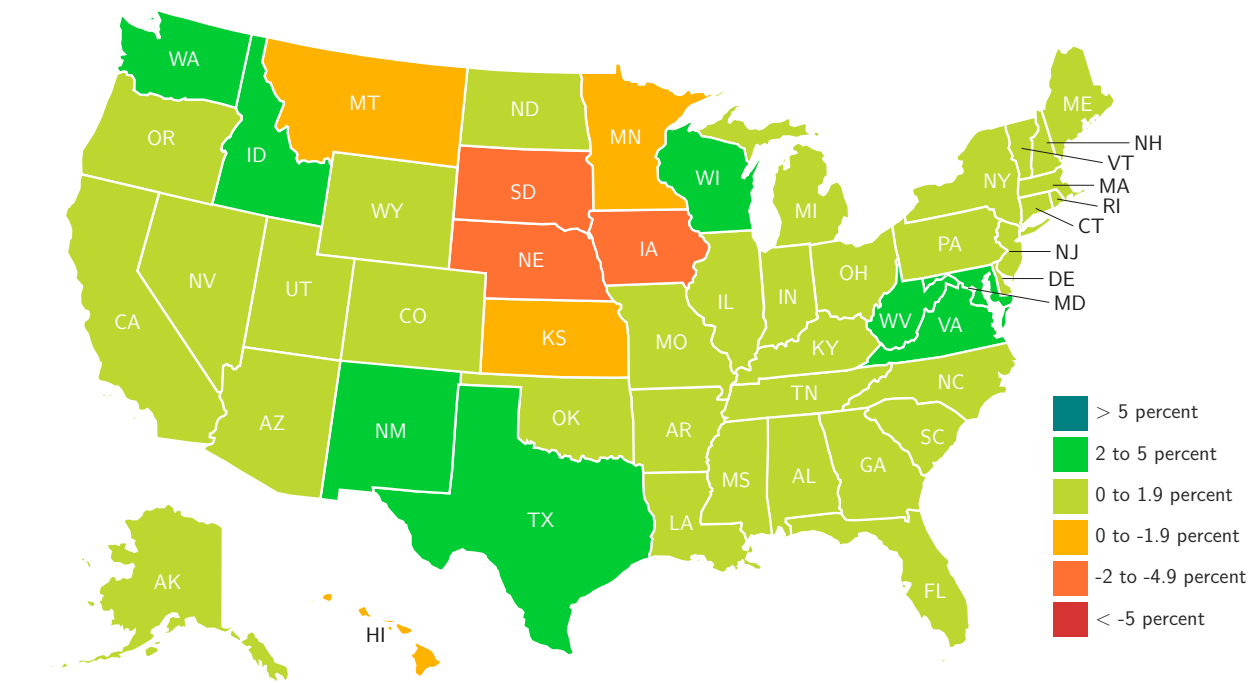 WA
MT
ND
MN
ME
OR
ID
SD
WI
NH
VT
MA
RI
CT
NY
WY
MI
NE
IA
PA
NJ
NV
UT
CO
OH
DE
MD
CA
IL
IN
WV
VA
KS
MO
KY
AZ
NM
OK
AR
TN
NC
SC
MS
AL
GA
TX
LA
FL
AK
HI
> 5 percent
2 to 5 percent
0 to 1.9 percent
0 to -1.9 percent
-2 to -4.9 percent
< -5 percent